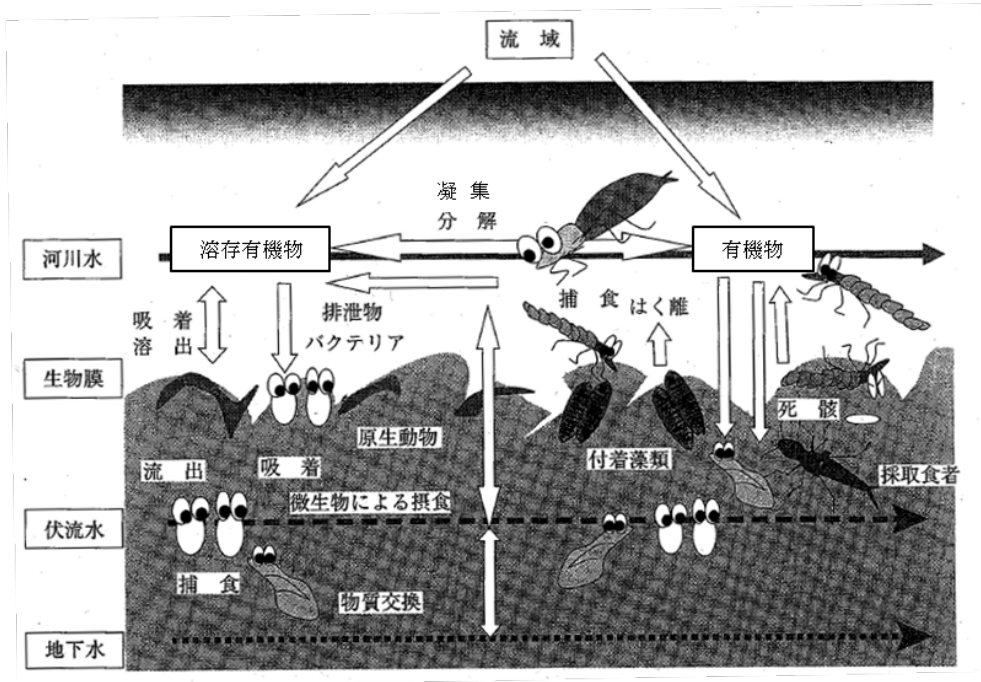 流域
凝集
分解
河川水
溶存有機物
有機物
吸着
溶出
排泄物
バクテリア
捕食
はく離
生物膜
原生動物
死骸
流出
吸着
付着藻類
採取食者
微生物による摂食
伏流水
捕食
物質交換
地下水